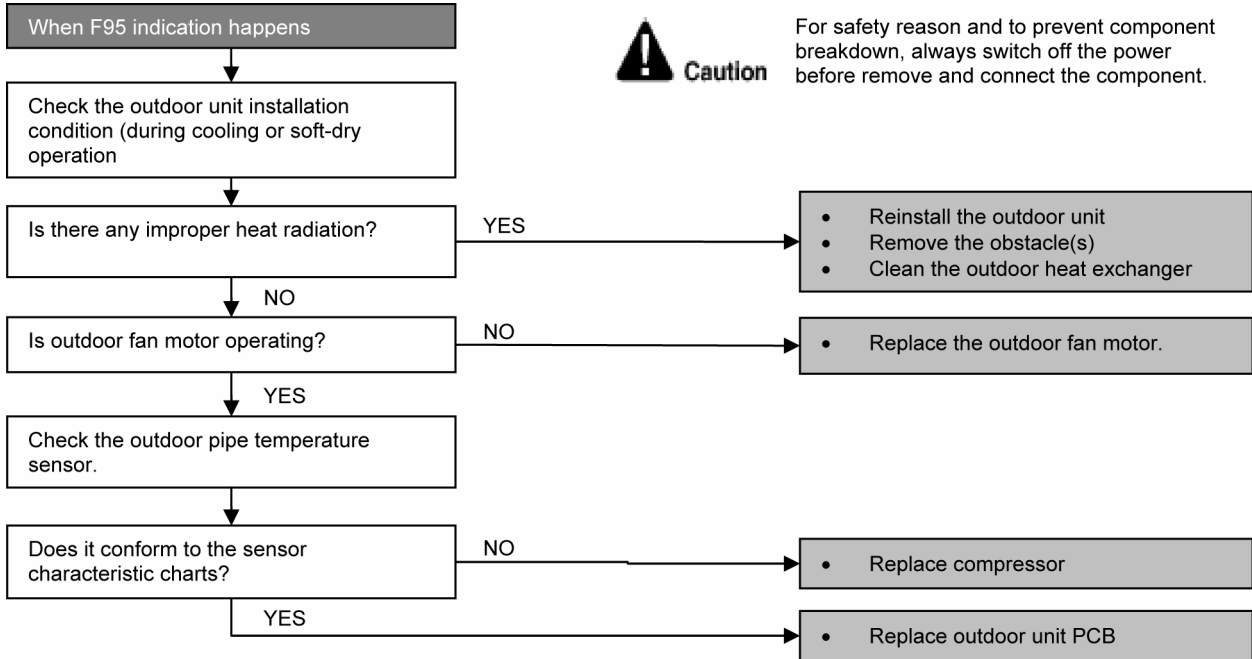 When F95 indication happens
Caution
For safety reason and to prevent component
breakdown, always switch off the power
before remove and connect the component.
Check the outdoor unit installation
condition (during cooling or soft-dry
operation
Is there any improper heat radiation?
YES
• Reinstall the outdoor unit
• Remove the obstacle(s)
• Clean the outdoor heat exchanger
NO
Is outdoor fan motor operating?
NO
• Replace the outdoor fan motor.
YES
Check the outdoor pipe temperature
sensor.
Does it conform to the sensor
characteristic charts?
NO
• Replace compressor
YES
• Replace outdoor unit PCB